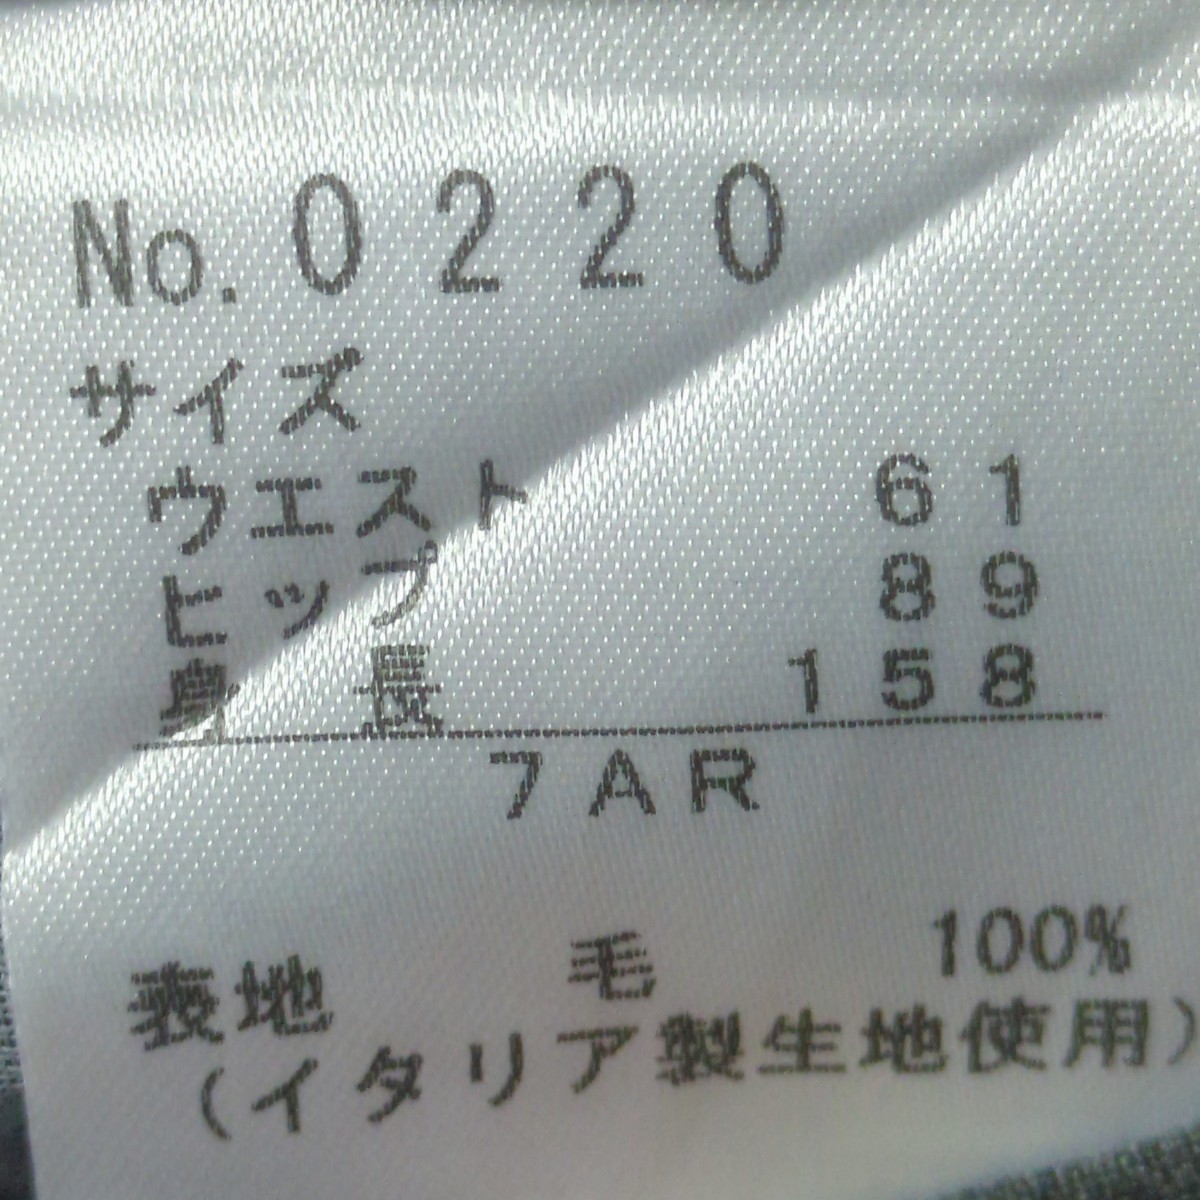 No. 0220
サイズ
ウエスト 61
ヒップ 89
身長 158
7AR
表地 毛 100%
(イタリア製生地使用)